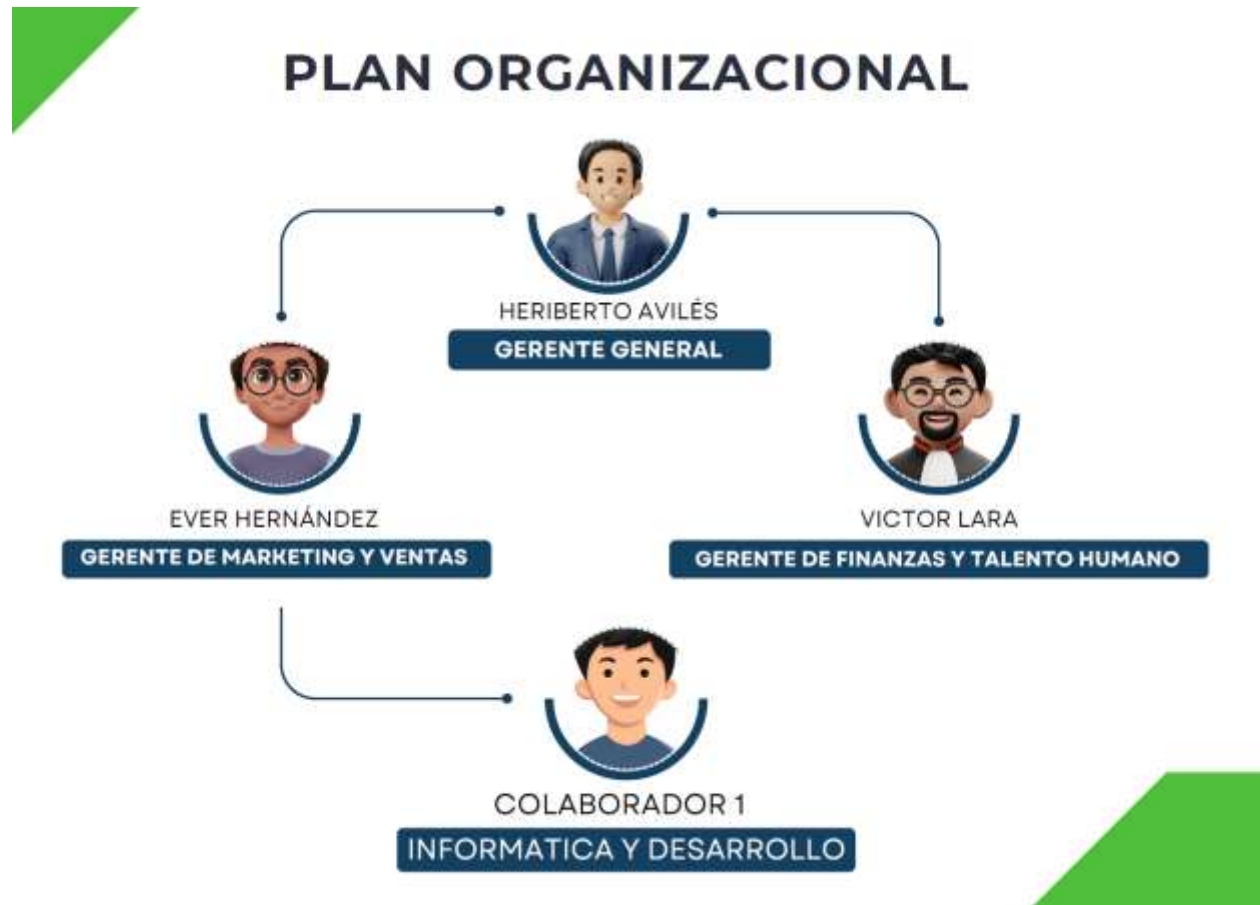 PLAN ORGANIZACIONAL
HERIBERTO AVILÉS
GERENTE GENERAL
EVER HERNÁNDEZ
GERENTE DE MARKETING Y VENTAS
VICTOR LARA
GERENTE DE FINANZAS Y TALENTO HUMANO
COLABORADOR 1
INFORMATICA Y DESARROLLO